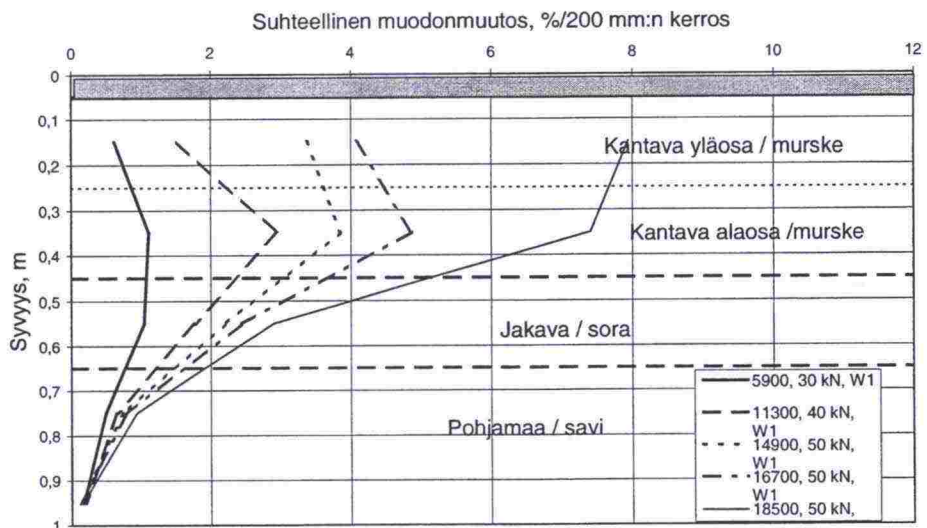 Suhteellinen muodonmuutos, %/200 mm:n kerros
0 2 4 6 8 10 12
Syvyys, m
0
0,1
0,2
0,3
0,4
0,5
0,6
0,7
0,8
0,9
1
Kantava yläosa / murske
Kantava alaosa /murske
Jakava / sora
Pohjamaa / savi
5900, 30 kN, W1
11300, 40 kN,
W1
14900, 50 kN,
W1
16700, 50 kN,
W1
18500, 50 kN,